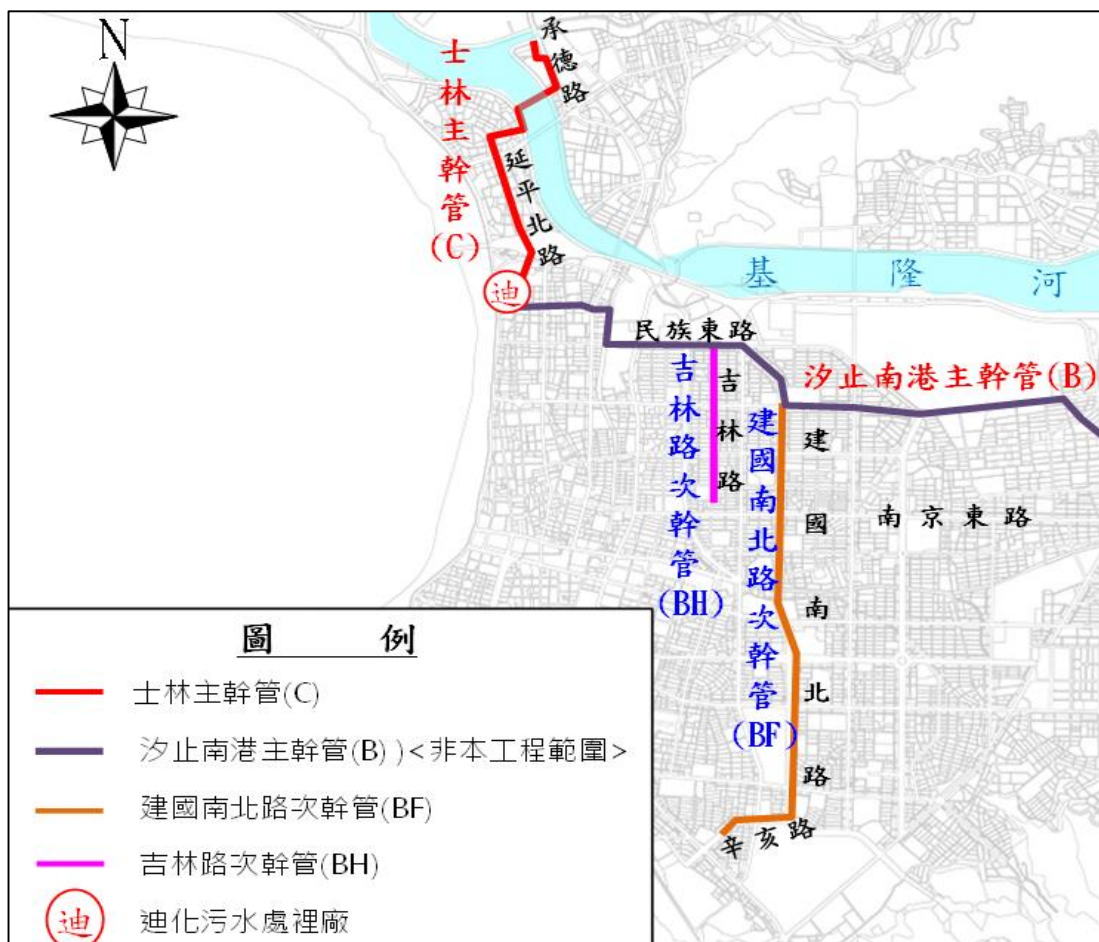 N
承德路
士林主幹管(C)
延平北路
迪
基隆河
民族東路
汐止南港主幹管(B)
吉林路次幹管(BH)
吉林路
建國南北路次幹管(BF)
建國南北路
南京東路
辛亥路
圖 例
士林主幹管(C)
汐止南港主幹管(B) )<非本工程範圍>
建國南北路次幹管(BF)
吉林路次幹管(BH)
迪 迪化污水處裡廠